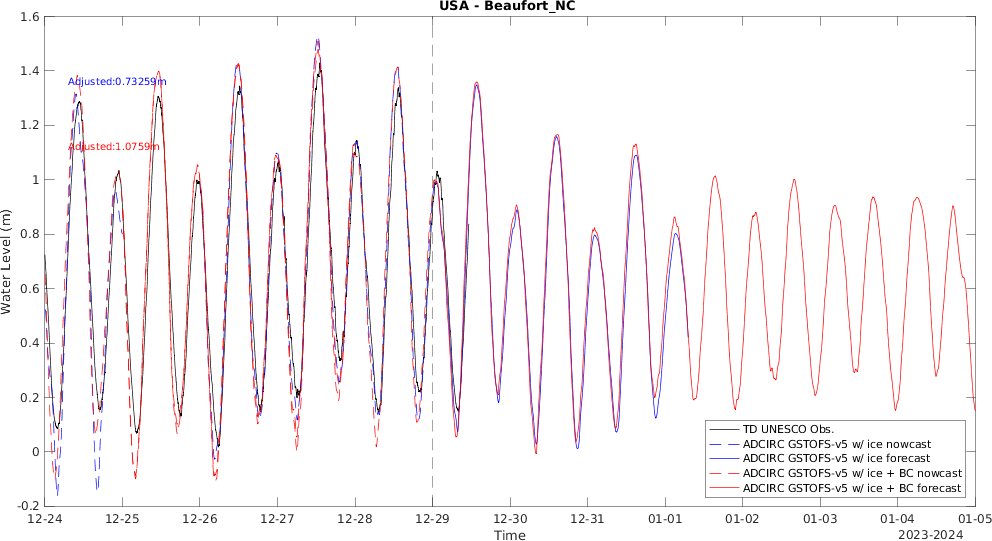 USA - Beaufort_NC
1.6
1.4
1.2
1
0.8
0.6
0.4
0.2
0
-0.2
Water Level (m)
Adjusted:0.73259m
Adjusted:1.0759m
TD UNESCO Obs.
ADCIRC GSTOFS-v5 w/ ice nowcast
ADCIRC GSTOFS-v5 w/ ice forecast
ADCIRC GSTOFS-v5 w/ ice + BC nowcast
ADCIRC GSTOFS-v5 w/ ice + BC forecast
12-24 12-25 12-26 12-27 12-28 12-29 12-30 12-31 01-01 01-02 01-03 01-04 01-05
Time
2023-2024